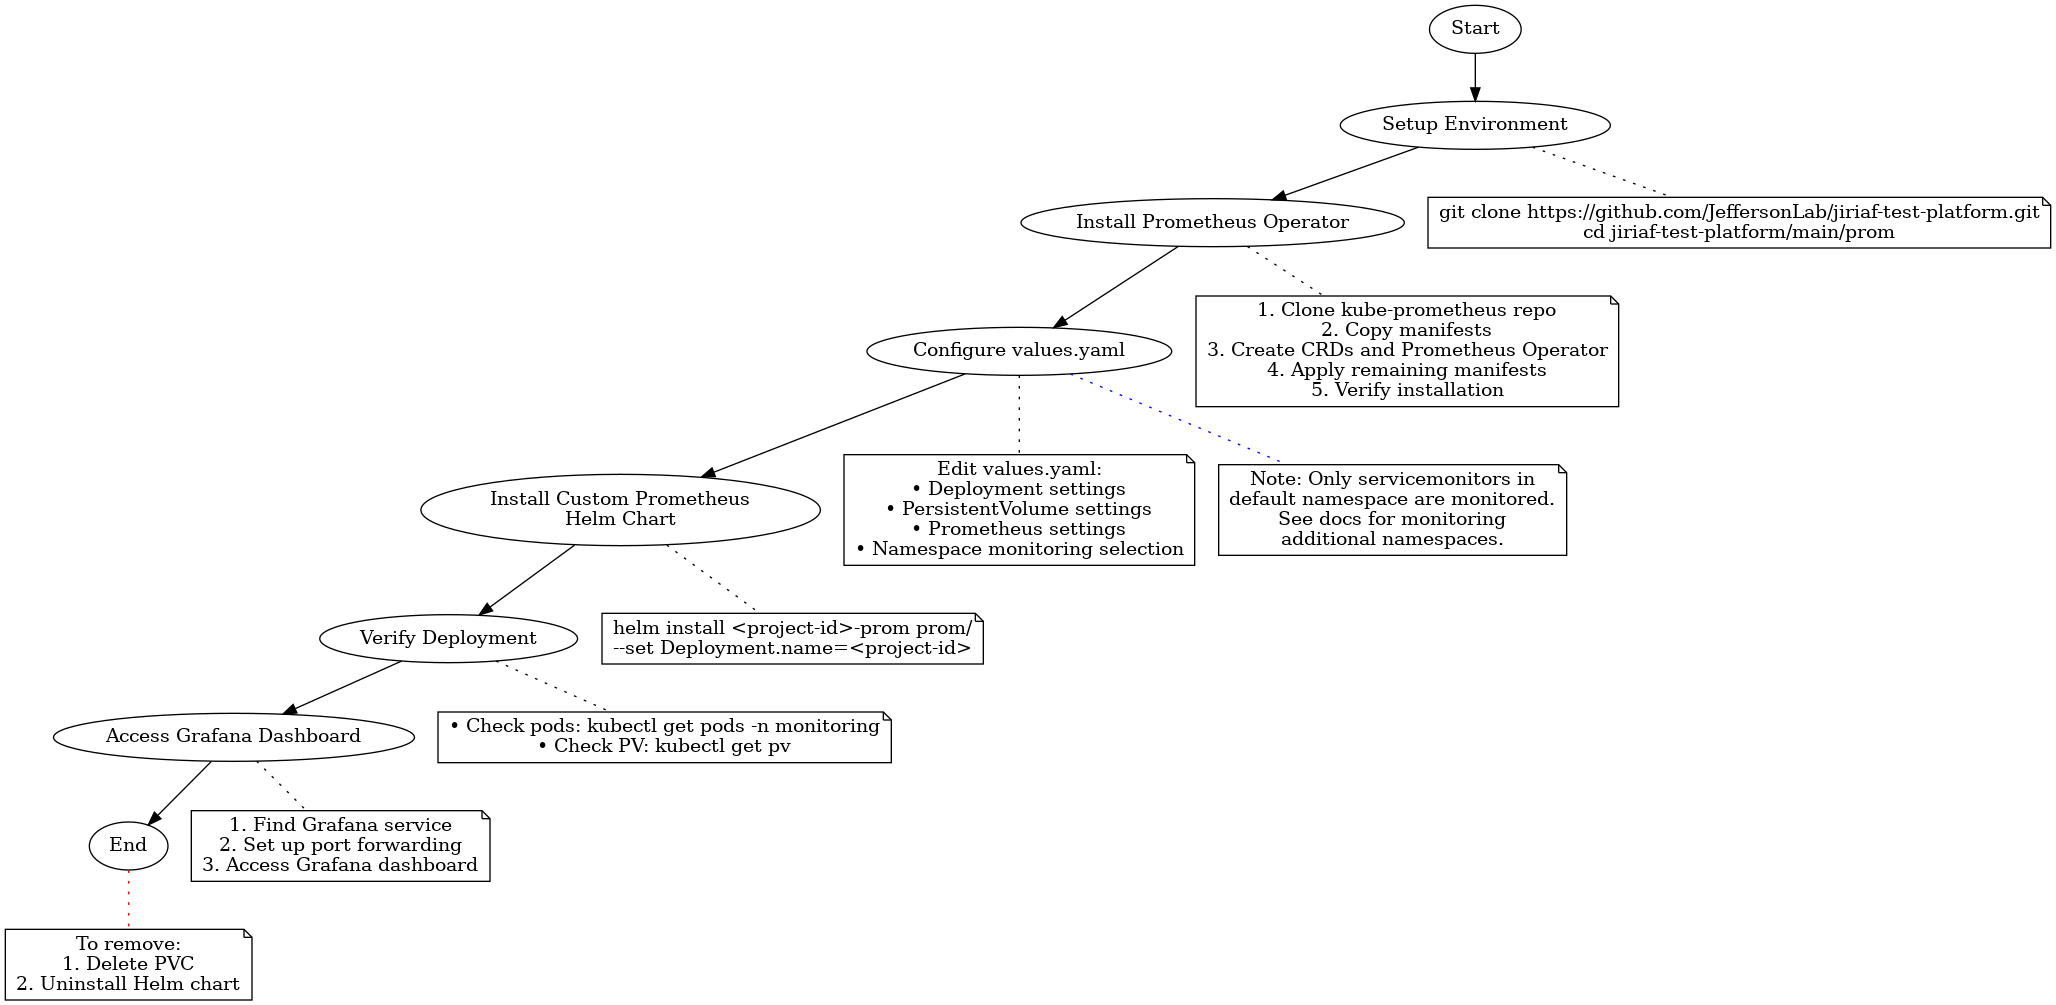 Start
Setup Environment
git clone https://github.com/JeffersonLab/jiriaf-test-platform.git
cd jiriaf-test-platform/main/prom
Install Prometheus Operator
1. Clone kube-prometheus repo
2. Copy manifests
3. Create CRDs and Prometheus Operator
4. Apply remaining manifests
5. Verify installation
Configure values.yaml
Edit values.yaml:
• Deployment settings
• PersistentVolume settings
• Prometheus settings
• Namespace monitoring selection
Note: Only servicemonitors in
default namespace are monitored.
See docs for monitoring
additional namespaces.
Install Custom Prometheus
Helm Chart
helm install <project-id>-prom prom/
--set Deployment.name=<project-id>
Verify Deployment
• Check pods: kubectl get pods -n monitoring
• Check PV: kubectl get pv
Access Grafana Dashboard
1. Find Grafana service
2. Set up port forwarding
3. Access Grafana dashboard
End
To remove:
1. Delete PVC
2. Uninstall Helm chart